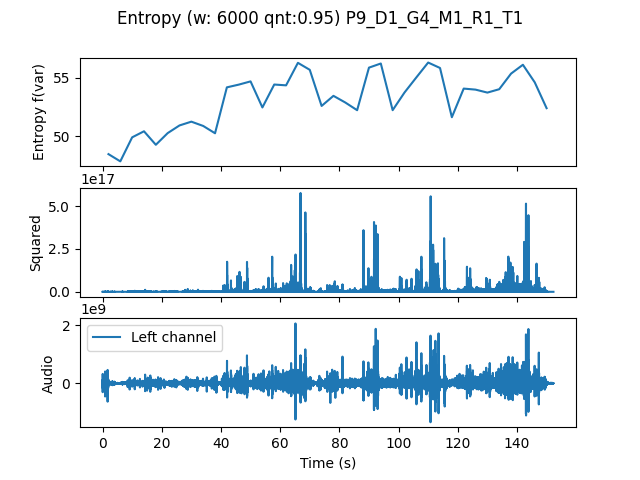 Entropy (w: 6000 qnt:0.95) P9_D1_G4_M1_R1_T1
Entropy f(var)
55
50
1e17
Squared
5.0
2.5
0.0
1e9
Audio
2
0
Left channel
0 20 40 60 80 100 120 140
Time (s)